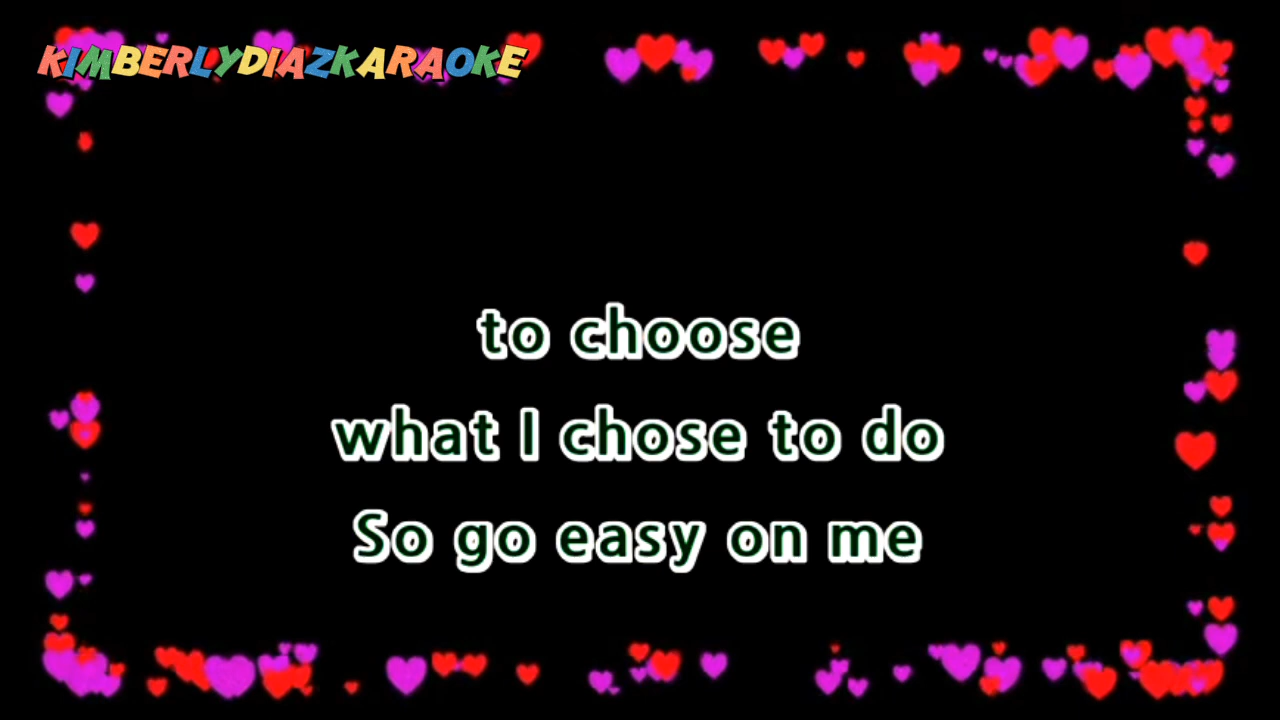 KIMBERLYDIAZKARAOKE
to choose
what I chose to do
So go easy on me